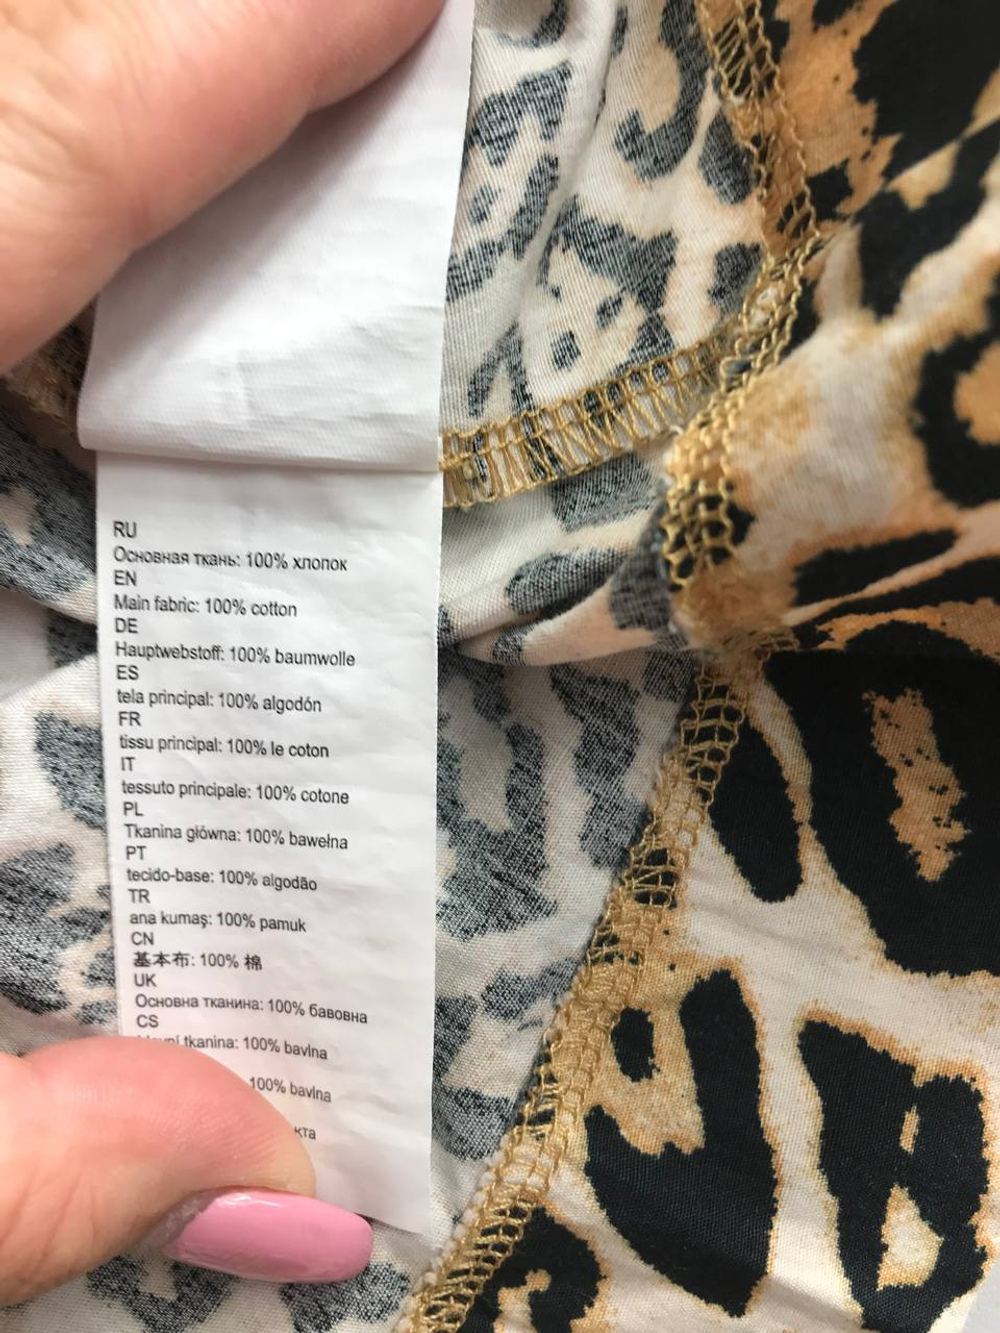 RU
Основная ткань: 100% хлопок
EN
Main fabric: 100% cotton
DE
Hauptwebstoff: 100% baumwolle
ES
tela principal: 100% algodón
FR
tissu principal: 100% le coton
IT
tessuto principale: 100% cotone
PL
Tkanina główna: 100% bawełna
PT
tecido-base: 100% algodão
TR
ana kumaş: 100% pamuk
CN
基本布: 100% 棉
UK
Основна тканина: 100% бавовна
CS
tkanina: 100% bavlna
100% bavlna